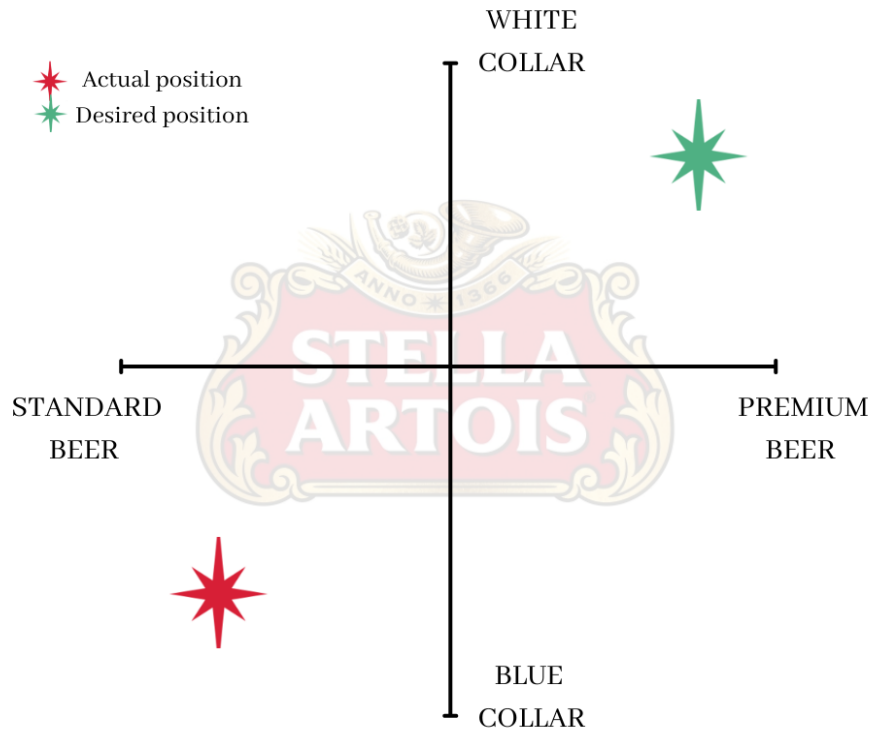 WHITE
COLLAR
Actual position
Desired position
ANNO 1366
STELLA
ARTOIS
STANDARD
BEER
PREMIUM
BEER
BLUE
COLLAR